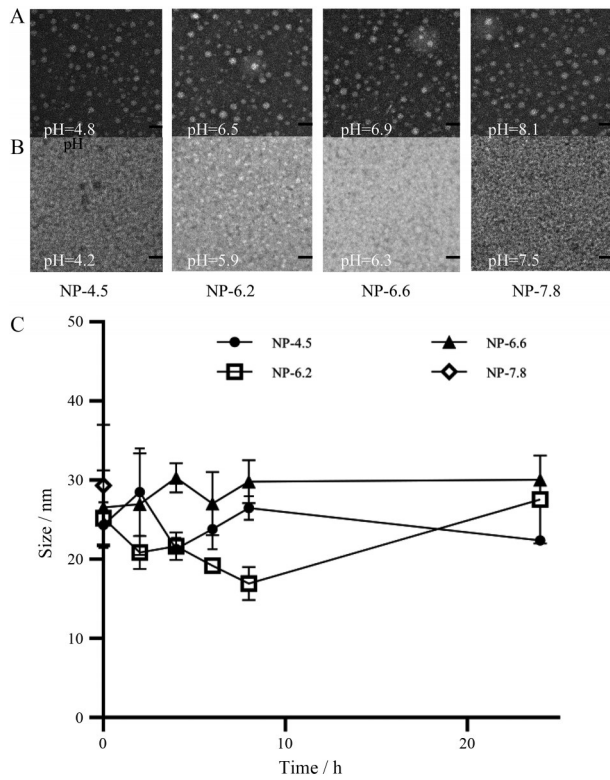 A
pH=4.8
pH=6.5
pH=6.9
pH=8.1
B
pH
pH=4.2
pH=5.9
pH=6.3
pH=7.5
NP-4.5
NP-6.2
NP-6.6
NP-7.8
C
50
NP-4.5
NP-6.6
NP-6.2
NP-7.8
40
30
20
10
0
Size / nm
0
10
20
Time / h